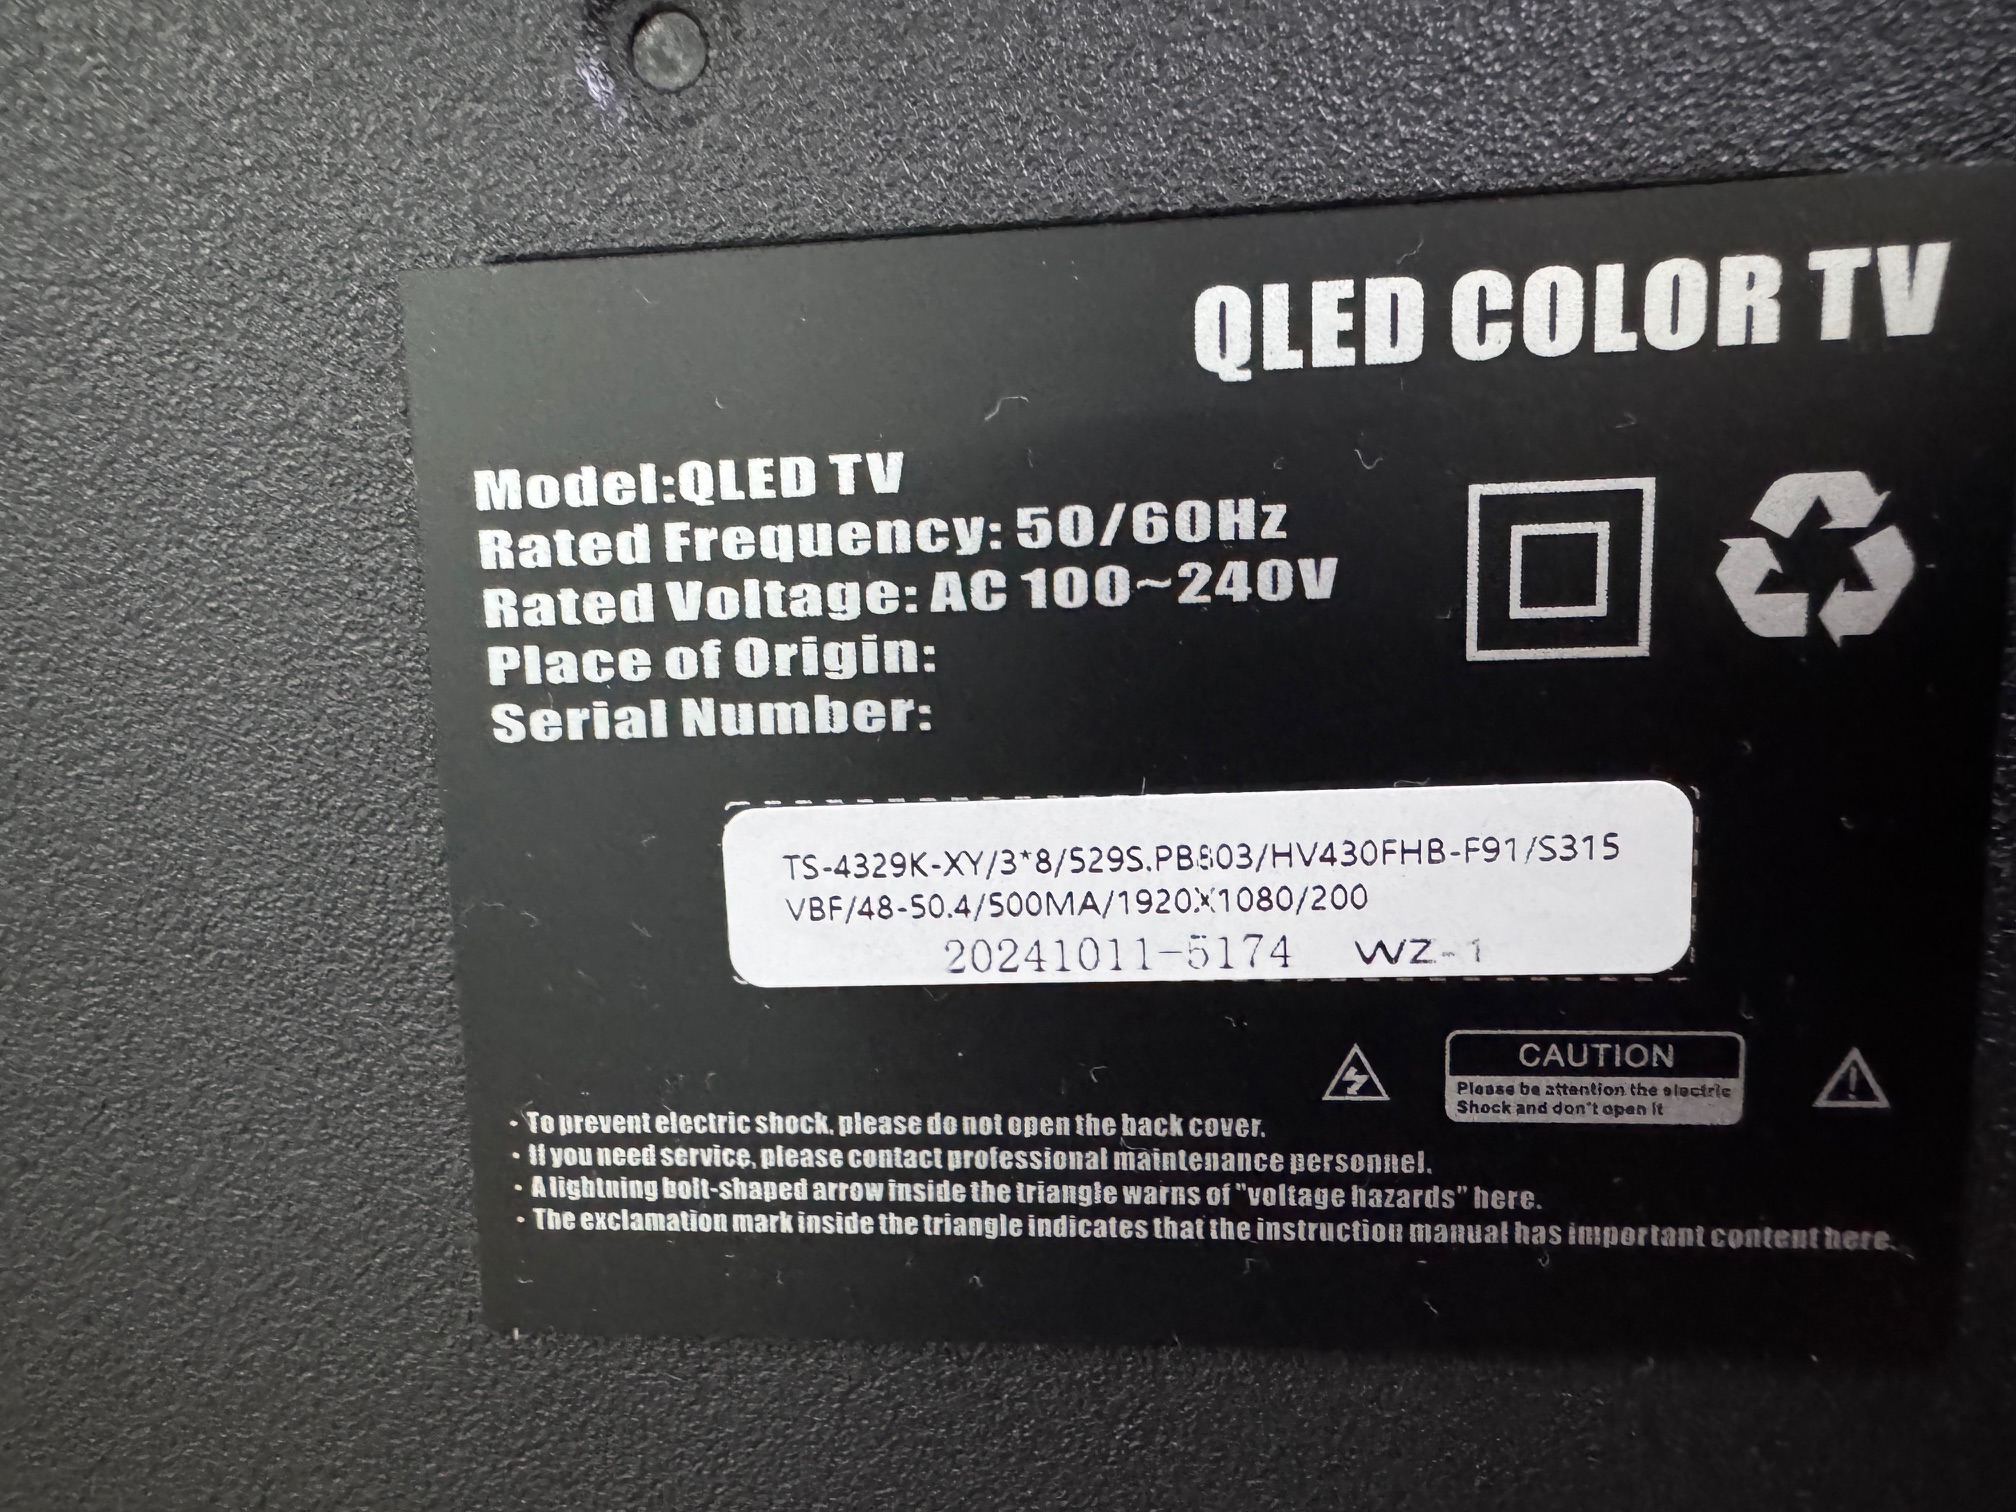 QLED COLOR TV
Model:QLED TV
Rated Frequency: 50/60Hz
Rated Voltage: AC 100~240V
Place of Origin:
Serial Number:
TS-4329K-XY/3*8/529S.PB803/HV430FHB-F91/S315
VBF/48-50.4/500MA/1920X1080/200
20241011-5174 WZ-1
CAUTION
Please be attention the electric
Shock and don't open it
· To prevent electric shock, please do not open the back cover.
· If you need service, please contact professional maintenance personnel.
· A lightning bolt-shaped arrow inside the triangle warns of "voltage hazards" here.
· The exclamation mark inside the triangle indicates that the instruction manual has important content here.